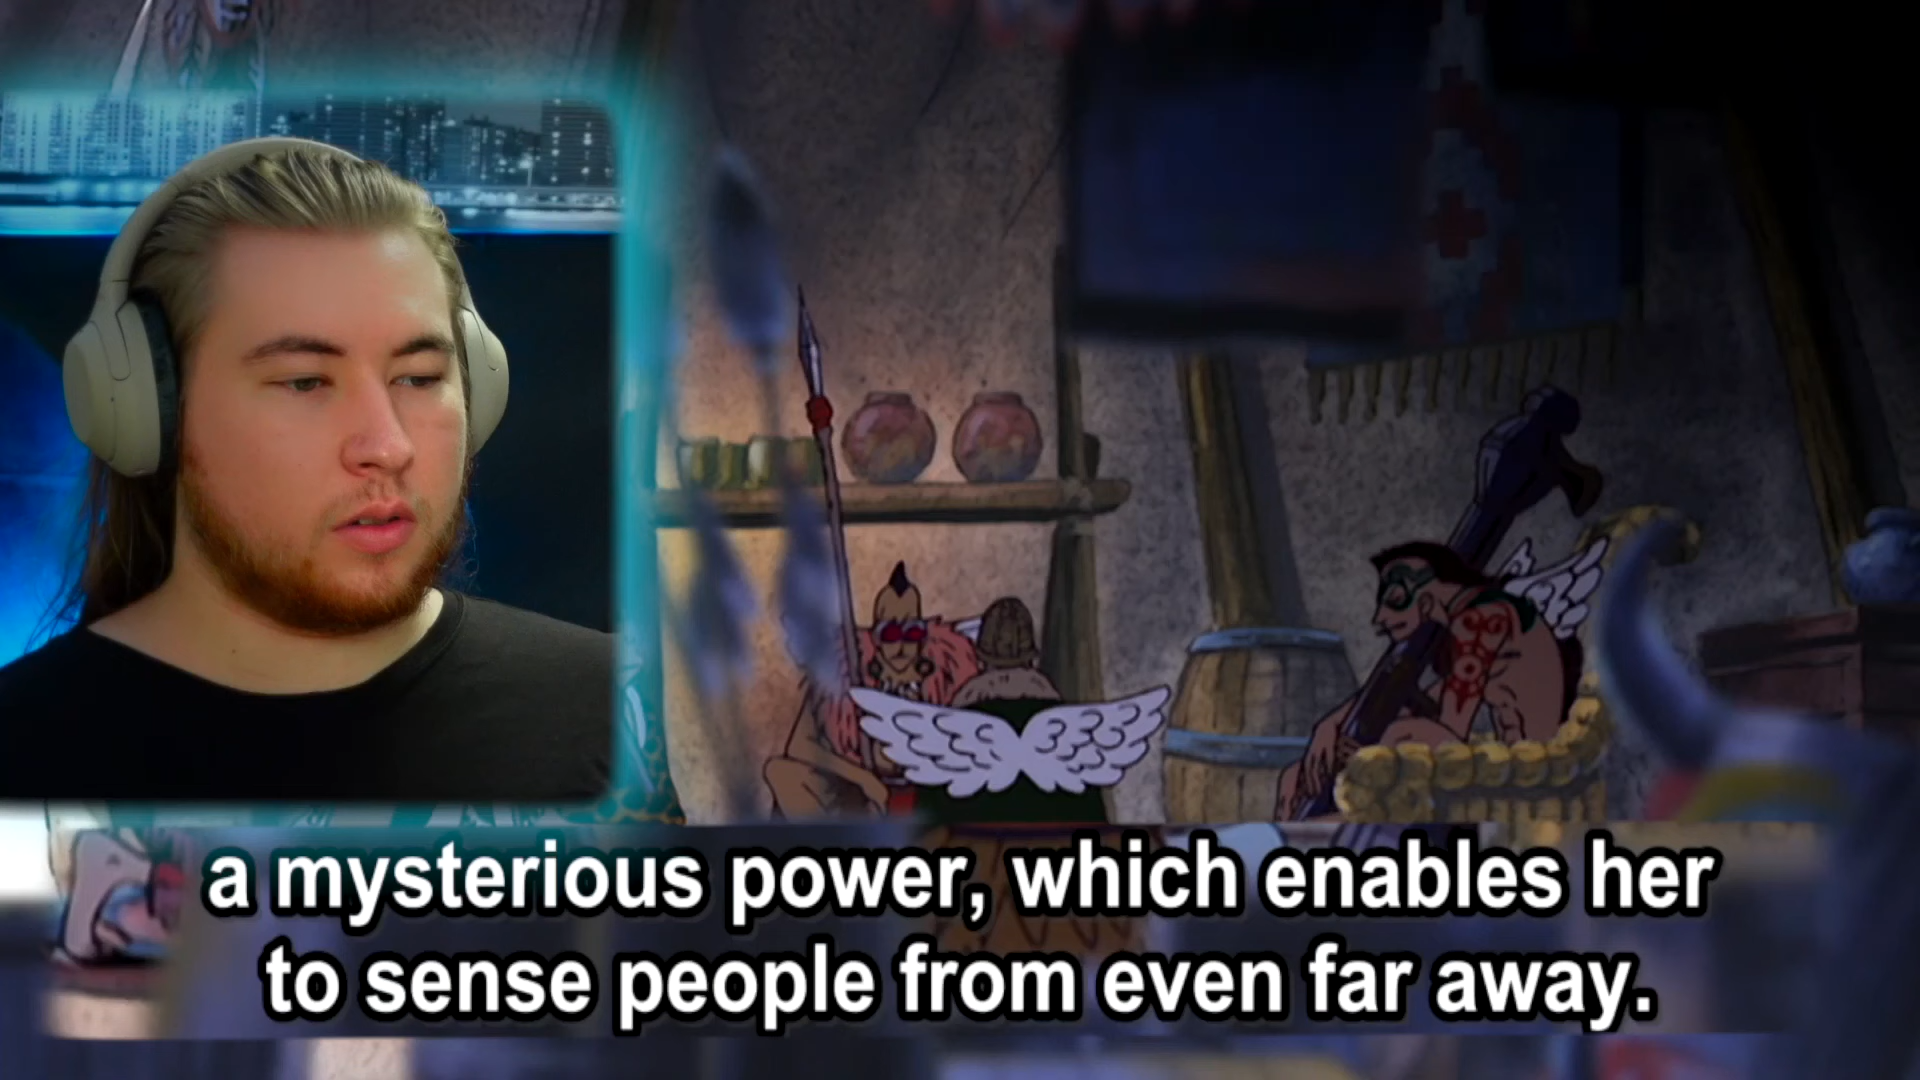 a mysterious power, which enables her
to sense people from even far away.